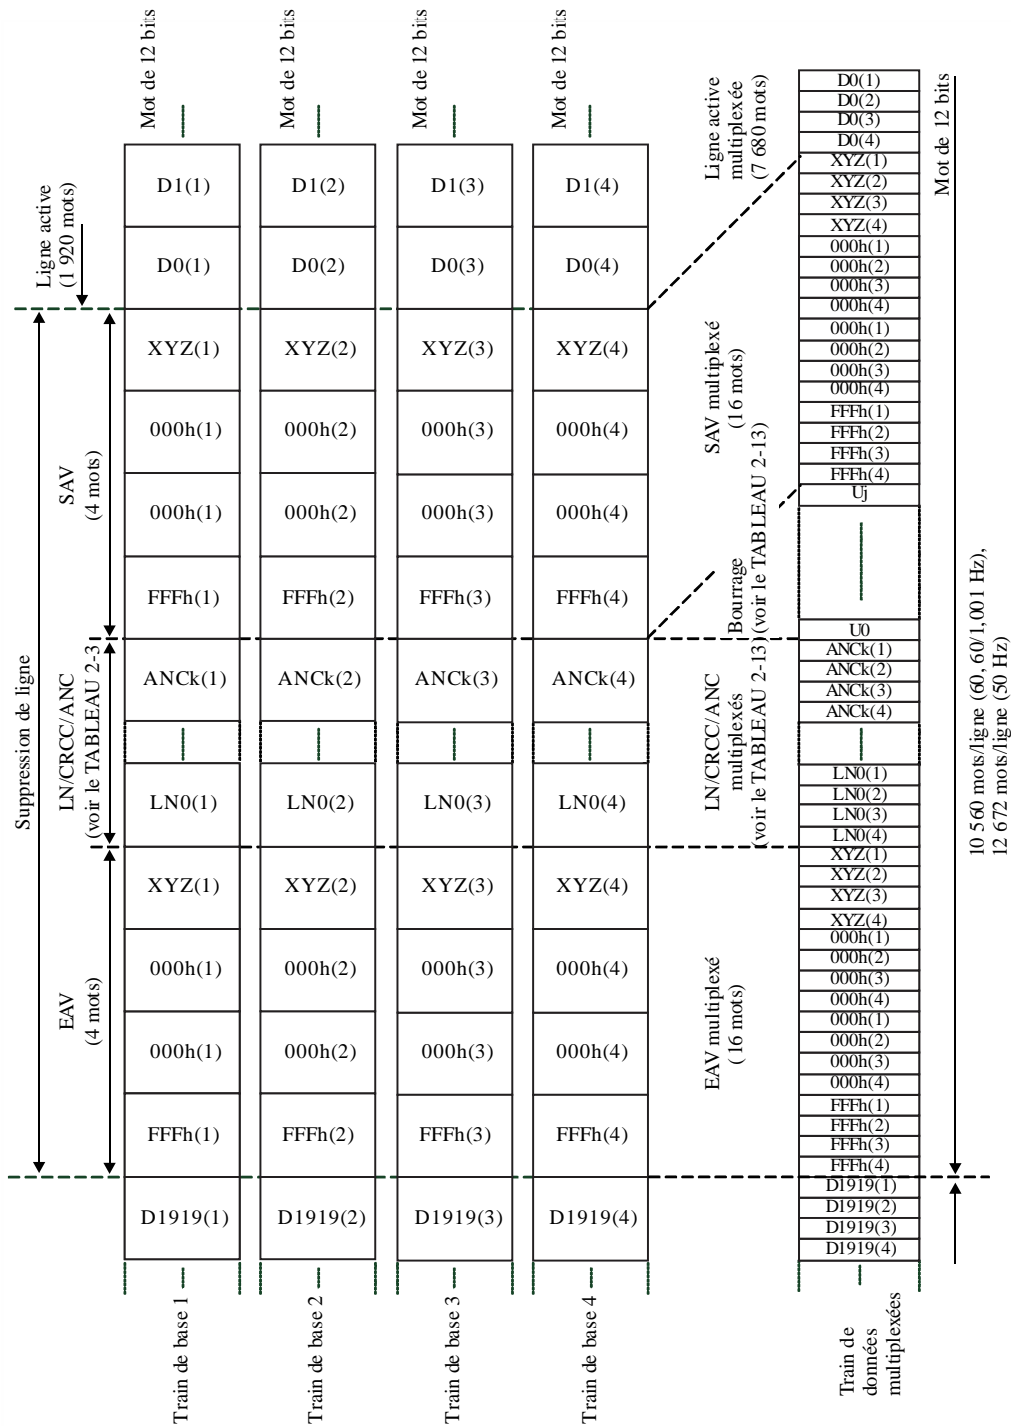 Mot de 12 bits
Mot de 12 bits
Mot de 12 bits
Mot de 12 bits
Ligne active
multiplexée
(7 680 mots)
Mot de 12 bits
Ligne active
(1 920 mots)
D1(1)
D1(2)
D1(3)
D1(4)
D0(1)
D0(2)
D0(3)
D0(4)
Suppression de ligne
SAV
(4 mots)
XYZ(1)
XYZ(2)
XYZ(3)
XYZ(4)
000h(1)
000h(2)
000h(3)
000h(4)
000h(1)
000h(2)
000h(3)
000h(4)
FFFh(1)
FFFh(2)
FFFh(3)
FFFh(4)
LN/CRCC/ANC
(voir le TABLEAU 2-3
ANCk(1)
ANCk(2)
ANCk(3)
ANCk(4)
LN0(1)
LN0(2)
LN0(3)
LN0(4)
EAV
(4 mots)
XYZ(1)
XYZ(2)
XYZ(3)
XYZ(4)
000h(1)
000h(2)
000h(3)
000h(4)
000h(1)
000h(2)
000h(3)
000h(4)
FFFh(1)
FFFh(2)
FFFh(3)
FFFh(4)
D1919(1)
D1919(2)
D1919(3)
D1919(4)
Train de base 1
Train de base 2
Train de base 3
Train de base 4
SAV multiplexé
(16 mots)
Bourrage
(voir le TABLEAU 2-13)
LN/CRCC/ANC
multiplexés
(voir le TABLEAU 2-13)
EAV multiplexé
(16 mots)
D0(1)
D0(2)
D0(3)
D0(4)
XYZ(1)
XYZ(2)
XYZ(3)
XYZ(4)
000h(1)
000h(2)
000h(3)
000h(4)
000h(1)
000h(2)
000h(3)
000h(4)
FFFh(1)
FFFh(2)
FFFh(3)
FFFh(4)
Uj
U0
ANCk(1)
ANCk(2)
ANCk(3)
ANCk(4)
LN0(1)
LN0(2)
LN0(3)
LN0(4)
XYZ(1)
XYZ(2)
XYZ(3)
XYZ(4)
000h(1)
000h(2)
000h(3)
000h(4)
000h(1)
000h(2)
000h(3)
000h(4)
FFFh(1)
FFFh(2)
FFFh(3)
FFFh(4)
D1919(1)
D1919(2)
D1919(3)
D1919(4)
Train de
données
multiplexées
10 560 mots/ligne (60, 60/1,001 Hz),
12 672 mots/ligne (50 Hz)